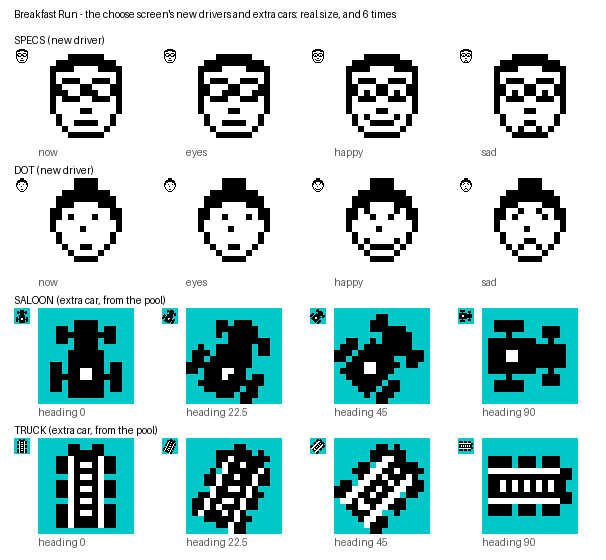 Breakfast Run - the choose screen's new drivers and extra cars: real size, and 6 times
SPECS (new driver)
now eyes happy sad
DOT (new driver)
now eyes happy sad
SALOON (extra car, from the pool)
heading 0 heading 22.5 heading 45 heading 90
TRUCK (extra car, from the pool)
heading 0 heading 22.5 heading 45 heading 90